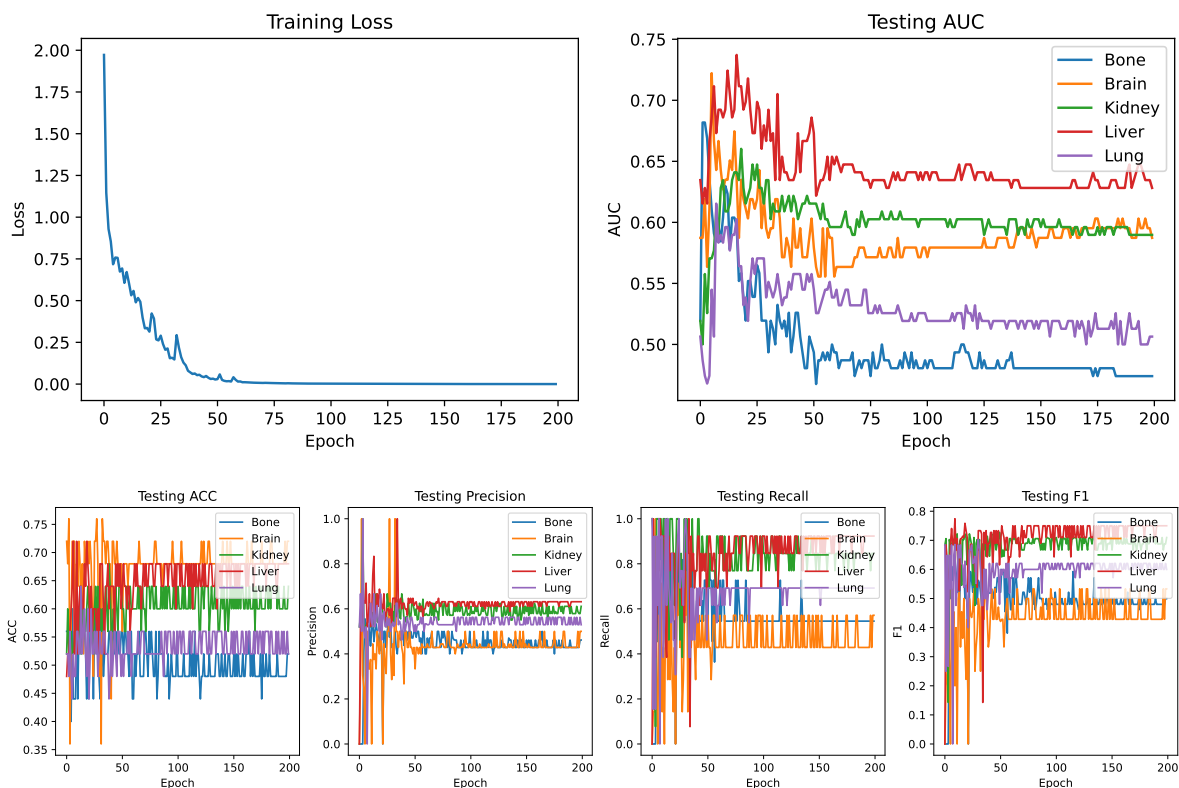 Training Loss
2.00
1.75
1.50
1.25
1.00
0.75
0.50
0.25
0.00
Loss
0 25 50 75 100 125 150 175 200
Epoch
Testing AUC
0.75
0.70
0.65
0.60
0.55
0.50
AUC
0 25 50 75 100 125 150 175 200
Epoch
Bone
Brain
Kidney
Liver
Lung
Testing ACC
0.75
0.70
0.65
0.60
0.55
0.50
0.45
0.40
0.35
ACC
0 50 100 150 200
Epoch
Bone
Brain
Kidney
Liver
Lung
Testing Precision
1.0
0.8
0.6
0.4
0.2
0.0
Precision
0 50 100 150 200
Epoch
Bone
Brain
Kidney
Liver
Lung
Testing Recall
1.0
0.8
0.6
0.4
0.2
0.0
Recall
0 50 100 150 200
Epoch
Bone
Brain
Kidney
Liver
Lung
Testing F1
0.8
0.7
0.6
0.5
0.4
0.3
0.2
0.1
0.0
F1
0 50 100 150 200
Epoch
Bone
Brain
Kidney
Liver
Lung